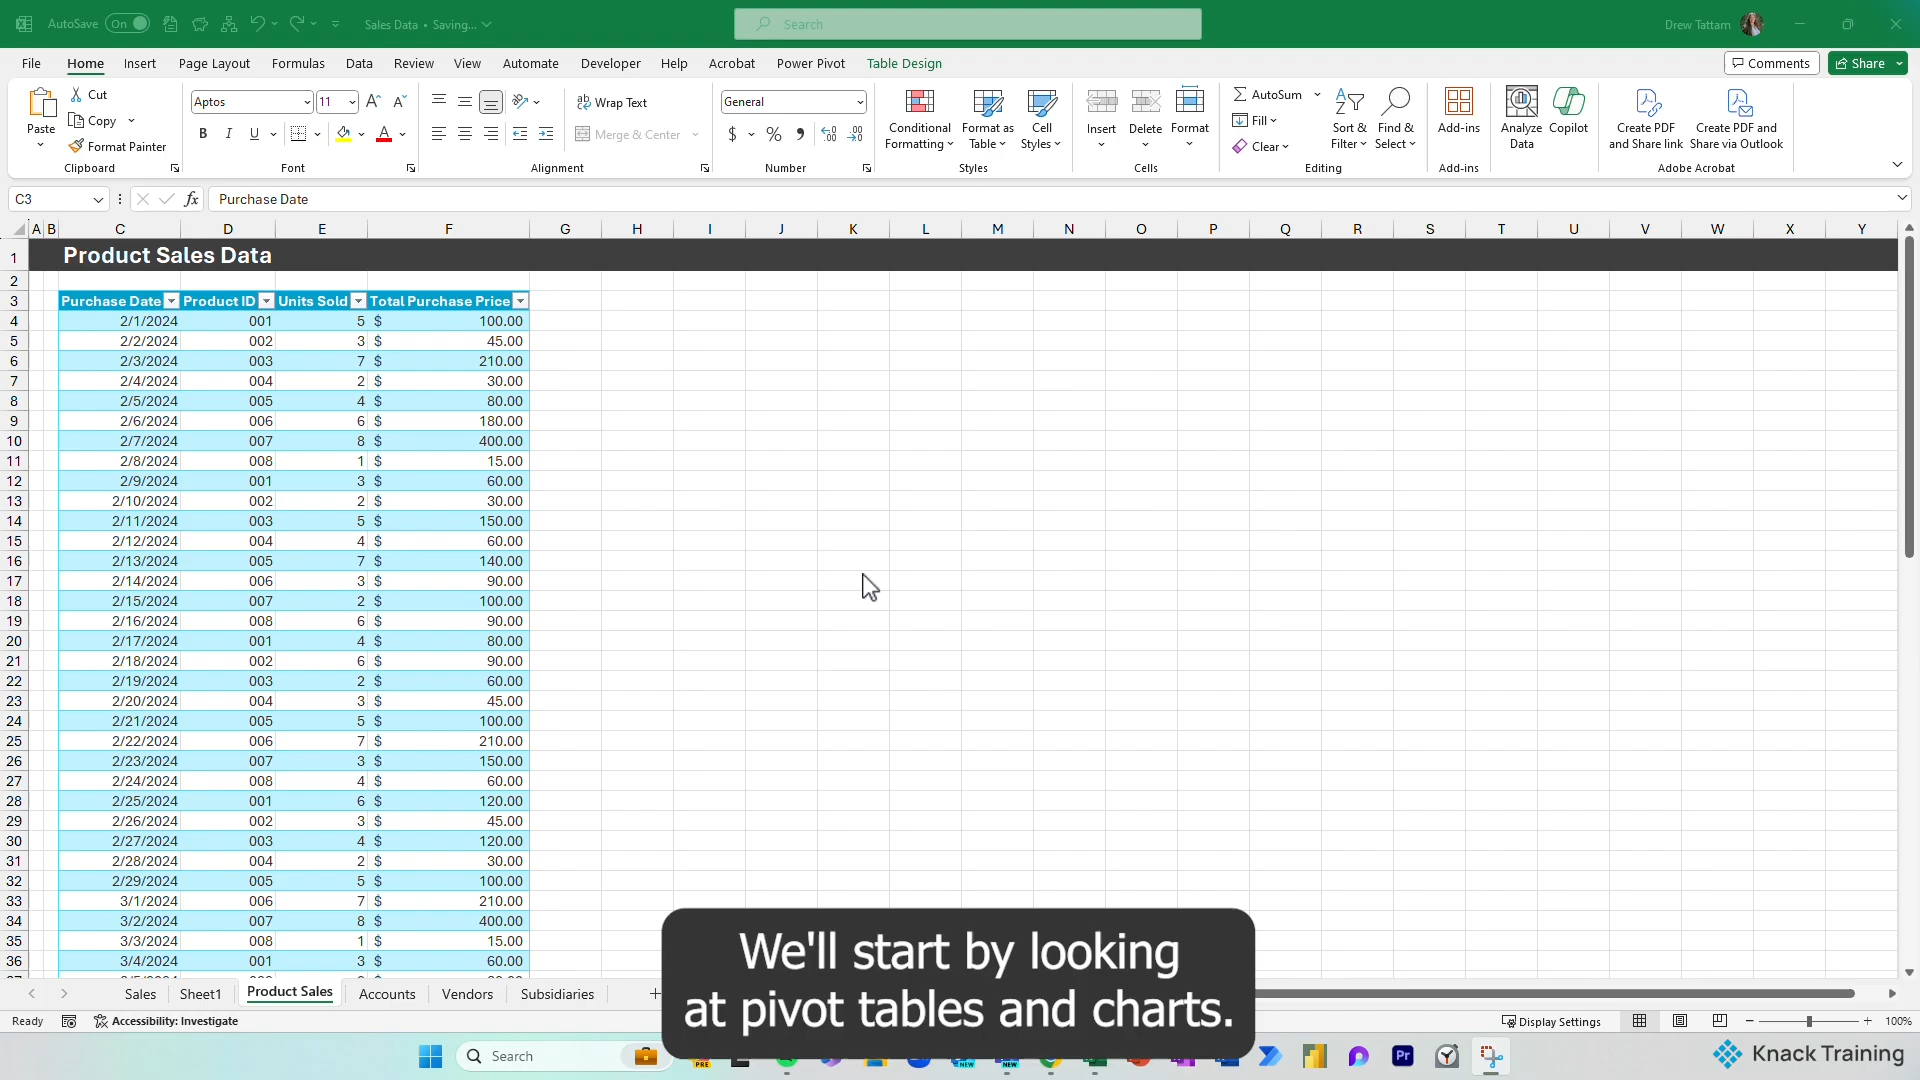 AutoSave On Sales Data • Saving... Search Drew Tattam
File Home Insert Page Layout Formulas Data Review View Automate Developer Help Acrobat Power Pivot Table Design Comments Share
Paste Cut Copy Format Painter Clipboard
Aptos 11 B I U A Font
Wrap Text Merge & Center Alignment
General $ % , Number
Conditional Formatting Format as Table Cell Styles Styles
Insert Delete Format Cells
AutoSum Fill Clear Sort & Filter Find & Select Editing
Add-ins Add-ins
Analyze Data Copilot
Create PDF and Share link Create PDF and Share via Outlook Adobe Acrobat
C3 fx Purchase Date
A B C D E F G H I J K L M N O P Q R S T U V W X Y
1 Product Sales Data
2
3 Purchase Date Product ID Units Sold Total Purchase Price
4 2/1/2024 001 5 $ 100.00
5 2/2/2024 002 3 $ 45.00
6 2/3/2024 003 7 $ 210.00
7 2/4/2024 004 2 $ 30.00
8 2/5/2024 005 4 $ 80.00
9 2/6/2024 006 6 $ 180.00
10 2/7/2024 007 8 $ 400.00
11 2/8/2024 008 1 $ 15.00
12 2/9/2024 001 3 $ 60.00
13 2/10/2024 002 2 $ 30.00
14 2/11/2024 003 5 $ 150.00
15 2/12/2024 004 4 $ 60.00
16 2/13/2024 005 7 $ 140.00
17 2/14/2024 006 3 $ 90.00
18 2/15/2024 007 2 $ 100.00
19 2/16/2024 008 6 $ 90.00
20 2/17/2024 001 4 $ 80.00
21 2/18/2024 002 6 $ 90.00
22 2/19/2024 003 2 $ 60.00
23 2/20/2024 004 3 $ 45.00
24 2/21/2024 005 5 $ 100.00
25 2/22/2024 006 7 $ 210.00
26 2/23/2024 007 3 $ 150.00
27 2/24/2024 008 4 $ 60.00
28 2/25/2024 001 6 $ 120.00
29 2/26/2024 002 3 $ 45.00
30 2/27/2024 003 4 $ 120.00
31 2/28/2024 004 2 $ 30.00
32 2/29/2024 005 5 $ 100.00
33 3/1/2024 006 7 $ 210.00
34 3/2/2024 007 8 $ 400.00
35 3/3/2024 008 1 $ 15.00
36 3/4/2024 001 3 $ 60.00
We'll start by looking
at pivot tables and charts.
Sales Sheet1 Product Sales Accounts Vendors Subsidiaries +
Ready Accessibility: Investigate Display Settings 100%
Search PRE NEW NEW Pr Knack Training